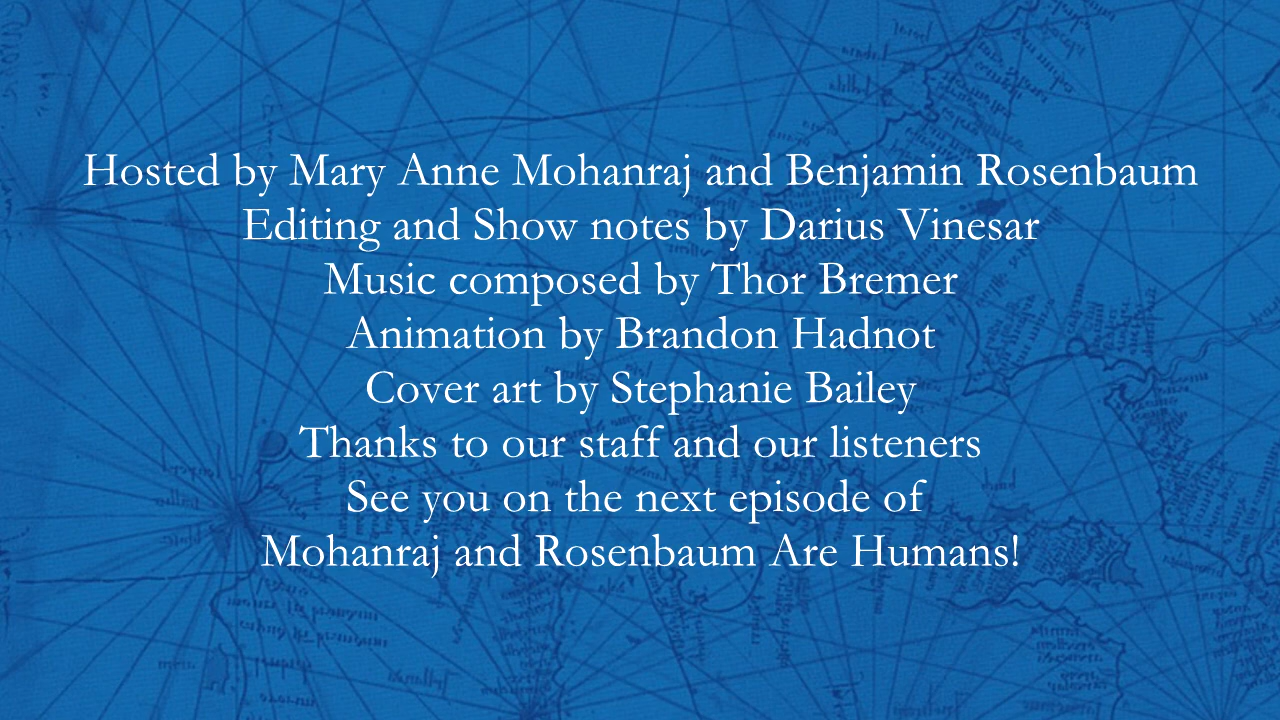 Hosted by Mary Anne Mohanraj and Benjamin Rosenbaum
Editing and Show notes by Darius Vinesar
Music composed by Thor Bremer
Animation by Brandon Hadnot
Cover art by Stephanie Bailey
Thanks to our staff and our listeners
See you on the next episode of
Mohanraj and Rosenbaum Are Humans!